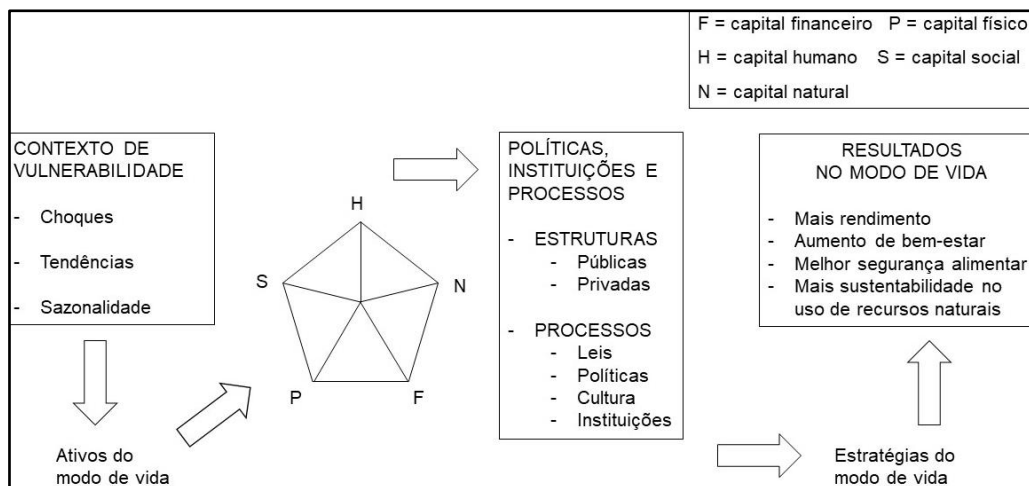 F = capital financeiro P = capital físico
H = capital humano S = capital social
N = capital natural
CONTEXTO DE
VULNERABILIDADE
- Choques
- Tendências
- Sazonalidade
Ativos do
modo de vida
H
S
N
P
F
POLÍTICAS,
INSTITUIÇÕES E
PROCESSOS
- ESTRUTURAS
- Públicas
- Privadas
- PROCESSOS
- Leis
- Políticas
- Cultura
- Instituições
RESULTADOS
NO MODO DE VIDA
- Mais rendimento
- Aumento de bem-estar
- Melhor segurança alimentar
- Mais sustentabilidade no
uso de recursos naturais
Estratégias do
modo de vida